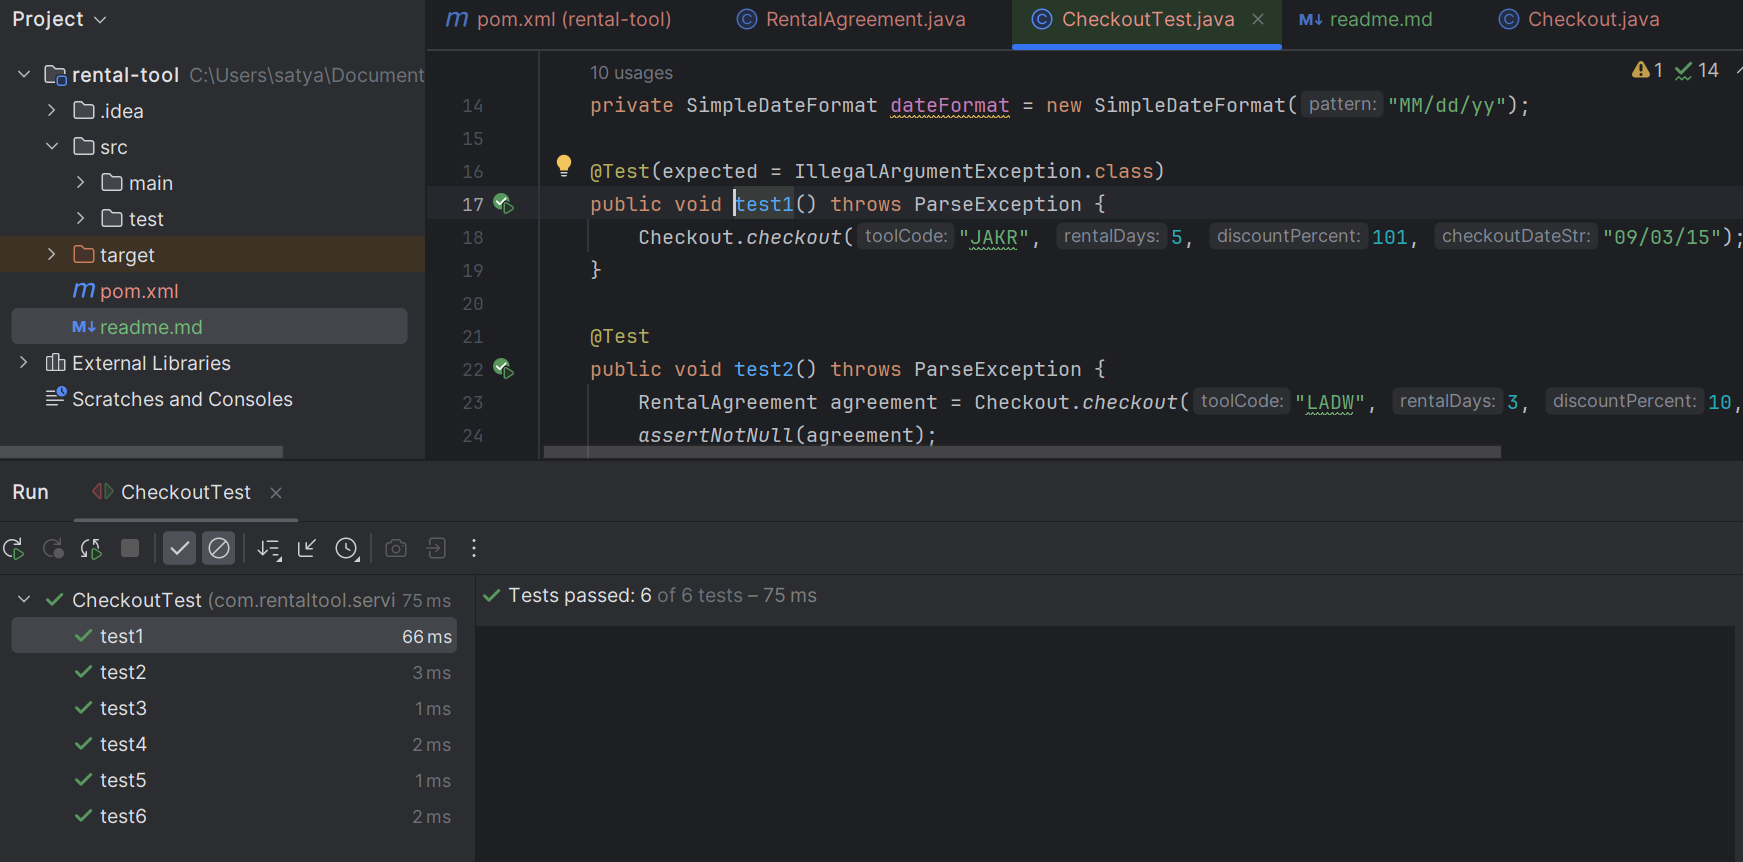 Project
m pom.xml (rental-tool)
C RentalAgreement.java
C CheckoutTest.java
M↓ readme.md
C Checkout.java
rental-tool C:\Users\satya\Document
.idea
src
main
test
target
m pom.xml
M↓ readme.md
External Libraries
Scratches and Consoles
1 14
10 usages
14 private SimpleDateFormat dateFormat = new SimpleDateFormat( pattern: "MM/dd/yy");
15
16 @Test(expected = IllegalArgumentException.class)
17 public void test1() throws ParseException {
18 Checkout.checkout( toolCode: "JAKR", rentalDays: 5, discountPercent: 101, checkoutDateStr: "09/03/15");
19 }
20
21 @Test
22 public void test2() throws ParseException {
23 RentalAgreement agreement = Checkout.checkout( toolCode: "LADW", rentalDays: 3, discountPercent: 10,
24 assertNotNull(agreement);
Run CheckoutTest
CheckoutTest (com.rentaltool.servi 75 ms
test1 66 ms
test2 3 ms
test3 1 ms
test4 2 ms
test5 1 ms
test6 2 ms
Tests passed: 6 of 6 tests – 75 ms